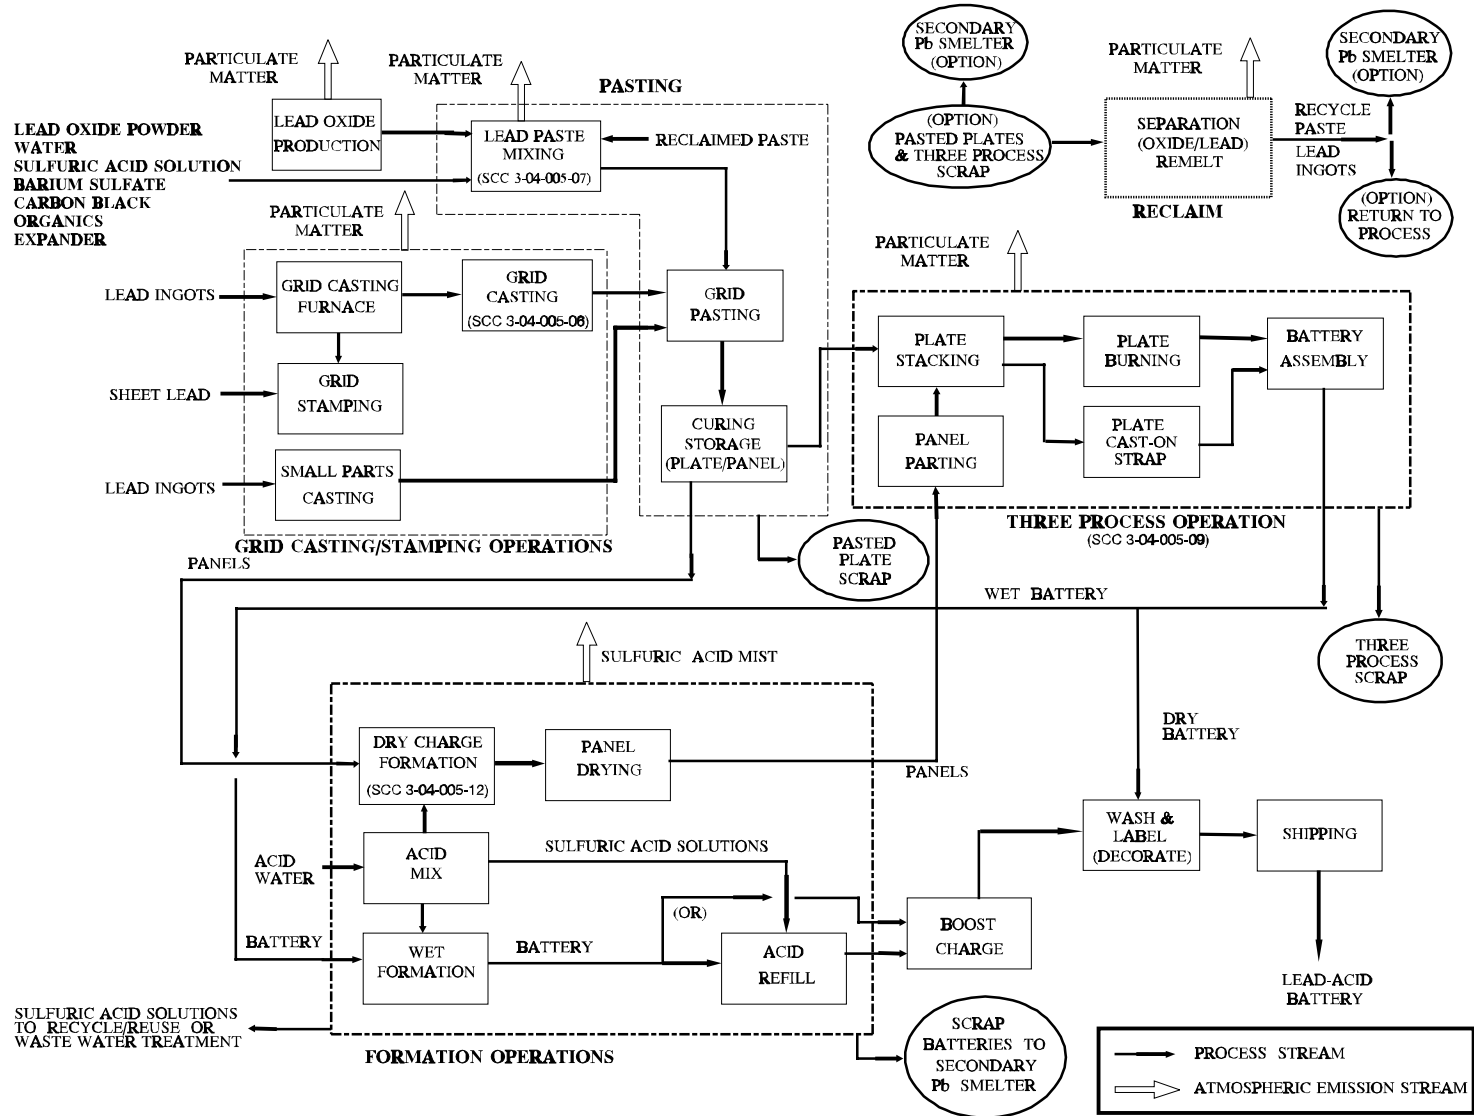 SECONDARY
Pb SMELTER
(OPTION)
SECONDARY
Pb SMELTER
(OPTION)
PARTICULATE
MATTER
PARTICULATE
MATTER
PARTICULATE
MATTER
PASTING
LEAD OXIDE
PRODUCTION
LEAD PASTE
MIXING
(SCC 3-04-005-07)
RECLAIMED PASTE
(OPTION)
PASTED PLATES
& THREE PROCESS
SCRAP
SEPARATION
(OXIDE/LEAD)
REMELT
RECLAIM
RECYCLE
PASTE
LEAD
INGOTS
(OPTION)
RETURN TO
PROCESS
LEAD OXIDE POWDER
WATER
SULFURIC ACID SOLUTION
BARIUM SULFATE
CARBON BLACK
ORGANICS
EXPANDER
PARTICULATE
MATTER
PARTICULATE
MATTER
LEAD INGOTS
GRID CASTING
FURNACE
GRID
CASTING
(SCC 3-04-005-06)
GRID
PASTING
SHEET LEAD
GRID
STAMPING
LEAD INGOTS
SMALL PARTS
CASTING
GRID CASTING/STAMPING OPERATIONS
CURING
STORAGE
(PLATE/PANEL)
PLATE
STACKING
PLATE
BURNING
BATTERY
ASSEMBLY
PANEL
PARTING
PLATE
CAST-ON
STRAP
THREE PROCESS OPERATION
(SCC 3-04-005-09)
PASTED
PLATE
SCRAP
PANELS
WET BATTERY
THREE
PROCESS
SCRAP
SULFURIC ACID MIST
DRY CHARGE
FORMATION
(SCC 3-04-005-12)
PANEL
DRYING
PANELS
DRY
BATTERY
ACID
WATER
ACID
MIX
SULFURIC ACID SOLUTIONS
(OR)
BATTERY
WET
FORMATION
BATTERY
ACID
REFILL
BOOST
CHARGE
WASH &
LABEL
(DECORATE)
SHIPPING
LEAD-ACID
BATTERY
SULFURIC ACID SOLUTIONS
TO RECYCLE/REUSE OR
WASTE WATER TREATMENT
FORMATION OPERATIONS
SCRAP
BATTERIES TO
SECONDARY
Pb SMELTER
PROCESS STREAM
ATMOSPHERIC EMISSION STREAM